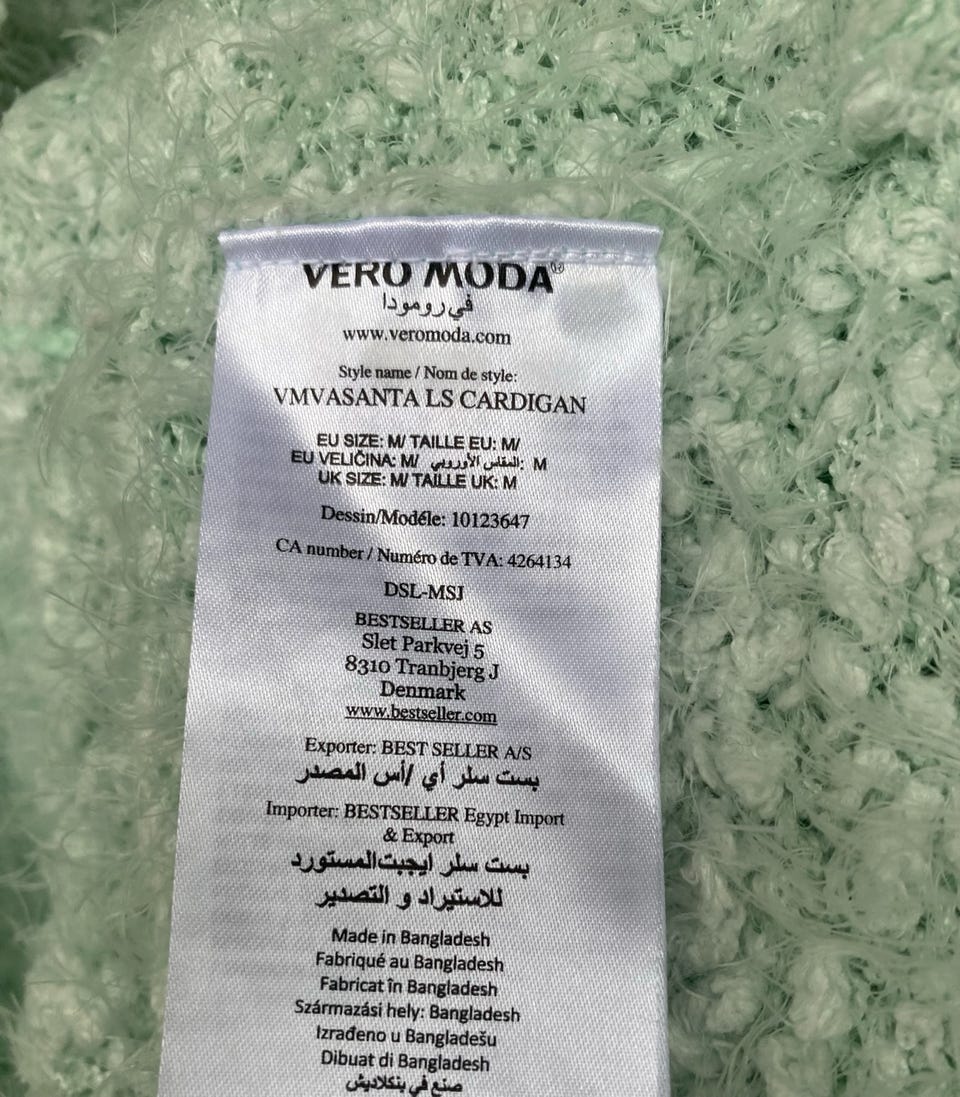 VERO MODA®
في رومودا
www.veromoda.com
Style name / Nom de style:
VMVASANTA LS CARDIGAN
EU SIZE: M/ TAILLE EU: M/
EU VELIČINA: M/ المقاس الأوروبي: M
UK SIZE: M/ TAILLE UK: M
Dessin/Modéle: 10123647
CA number / Numéro de TVA: 4264134
DSL-MSJ
BESTSELLER AS
Slet Parkvej 5
8310 Tranbjerg J
Denmark
www.bestseller.com
Exporter: BEST SELLER A/S
بست سلر أي /أس المصدر
Importer: BESTSELLER Egypt Import
& Export
بست سلر ايجبت المستورد
للاستيراد و التصدير
Made in Bangladesh
Fabriqué au Bangladesh
Fabricat în Bangladesh
Származási hely: Bangladesh
Izrađeno u Bangladešu
Dibuat di Bangladesh
صنع في بنكلاديش